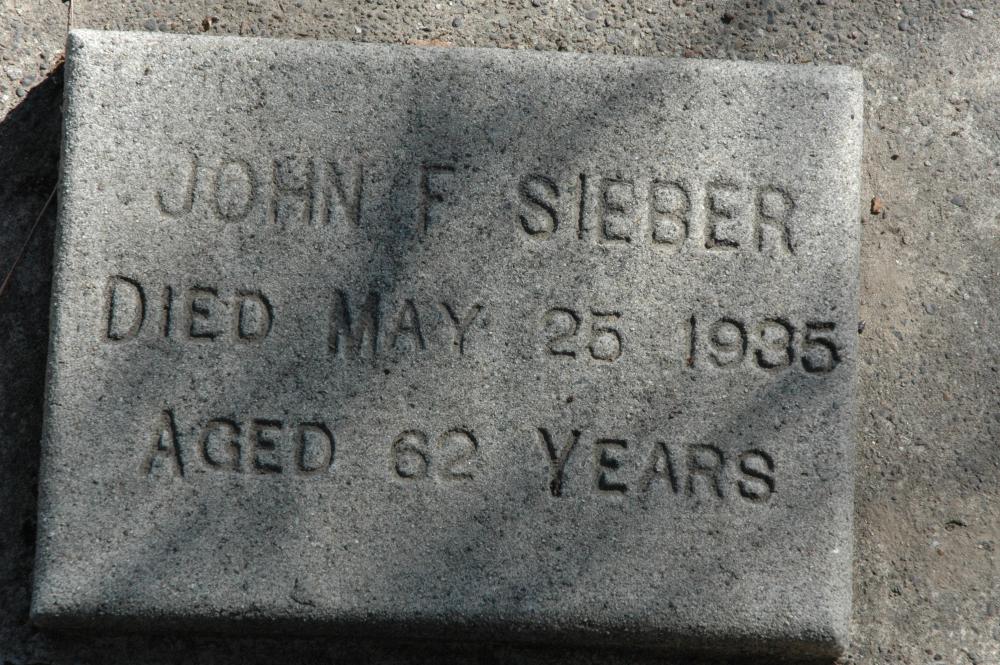 JOHN F SIEBER
DIED MAY 25 1935
AGED 62 YEARS